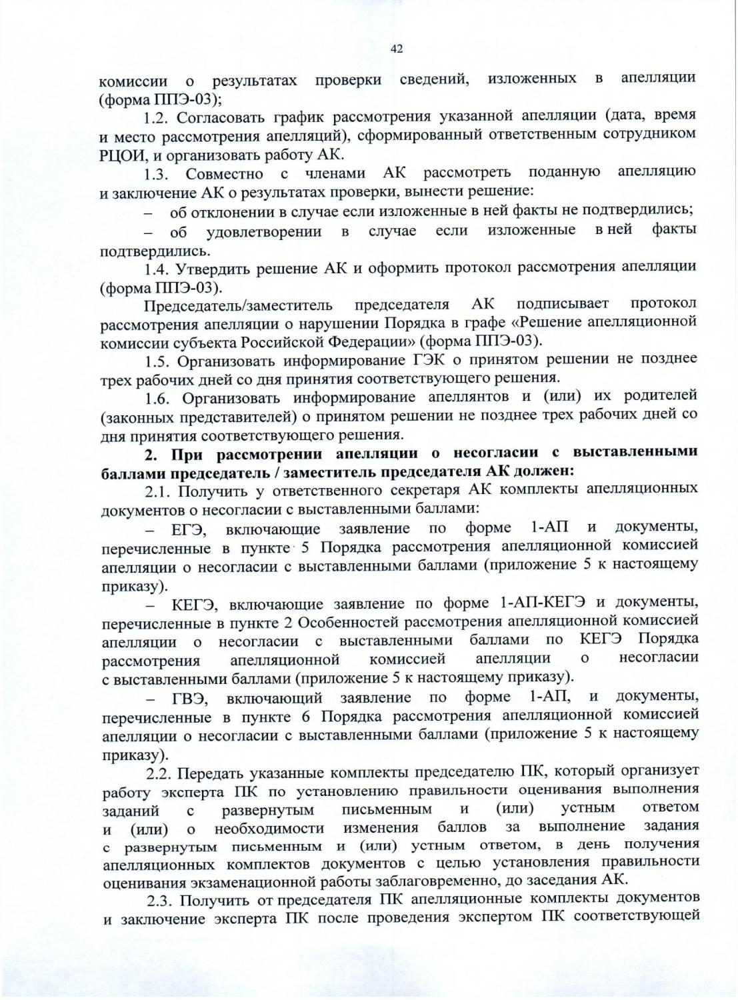 42
комиссии о результатах проверки сведений, изложенных в апелляции
(форма ППЭ-03);
1.2. Согласовать график рассмотрения указанной апелляции (дата, время
и место рассмотрения апелляций), сформированный ответственным сотрудником
РЦОИ, и организовать работу АК.
1.3. Совместно с членами АК рассмотреть поданную апелляцию
и заключение АК о результатах проверки, вынести решение:
– об отклонении в случае если изложенные в ней факты не подтвердились;
– об удовлетворении в случае если изложенные в ней факты
подтвердились.
1.4. Утвердить решение АК и оформить протокол рассмотрения апелляции
(форма ППЭ-03).
Председатель/заместитель председателя АК подписывает протокол
рассмотрения апелляции о нарушении Порядка в графе «Решение апелляционной
комиссии субъекта Российской Федерации» (форма ППЭ-03).
1.5. Организовать информирование ГЭК о принятом решении не позднее
трех рабочих дней со дня принятия соответствующего решения.
1.6. Организовать информирование апеллянтов и (или) их родителей
(законных представителей) о принятом решении не позднее трех рабочих дней со
дня принятия соответствующего решения.
2. При рассмотрении апелляции о несогласии с выставленными
баллами председатель / заместитель председателя АК должен:
2.1. Получить у ответственного секретаря АК комплекты апелляционных
документов о несогласии с выставленными баллами:
– ЕГЭ, включающие заявление по форме 1-АП и документы,
перечисленные в пункте 5 Порядка рассмотрения апелляционной комиссией
апелляции о несогласии с выставленными баллами (приложение 5 к настоящему
приказу).
– КЕГЭ, включающие заявление по форме 1-АП-КЕГЭ и документы,
перечисленные в пункте 2 Особенностей рассмотрения апелляционной комиссией
апелляции о несогласии с выставленными баллами по КЕГЭ Порядка
рассмотрения апелляционной комиссией апелляции о несогласии
с выставленными баллами (приложение 5 к настоящему приказу).
– ГВЭ, включающий заявление по форме 1-АП, и документы,
перечисленные в пункте 6 Порядка рассмотрения апелляционной комиссией
апелляции о несогласии с выставленными баллами (приложение 5 к настоящему
приказу).
2.2. Передать указанные комплекты председателю ПК, который организует
работу эксперта ПК по установлению правильности оценивания выполнения
заданий с развернутым письменным и (или) устным ответом
и (или) о необходимости изменения баллов за выполнение задания
с развернутым письменным и (или) устным ответом, в день получения
апелляционных комплектов документов с целью установления правильности
оценивания экзаменационной работы заблаговременно, до заседания АК.
2.3. Получить от председателя ПК апелляционные комплекты документов
и заключение эксперта ПК после проведения экспертом ПК соответствующей